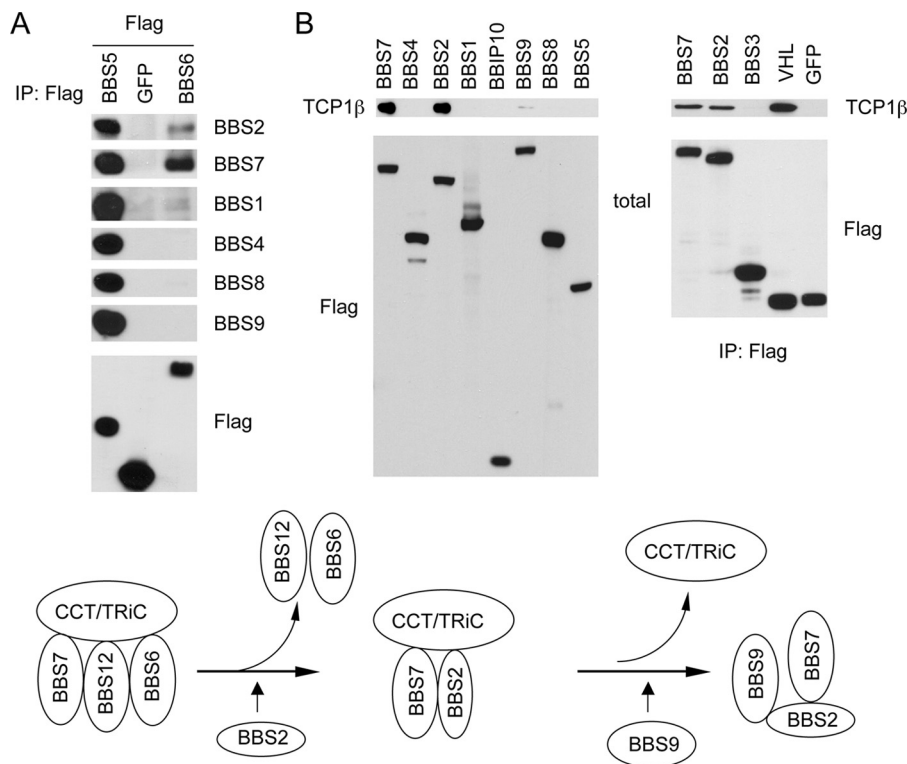 A
Flag
IP: Flag
BBS5
GFP
BBS6
BBS2
BBS7
BBS1
BBS4
BBS8
BBS9
Flag
B
BBS7
BBS4
BBS2
BBS1
BBIP10
BBS9
BBS8
BBS5
TCP1β
Flag
BBS7
BBS2
BBS3
VHL
GFP
TCP1β
total
Flag
IP: Flag
CCT/TRiC
BBS7
BBS12
BBS6
BBS12
BBS6
BBS2
CCT/TRiC
BBS7
BBS2
CCT/TRiC
BBS9
BBS9
BBS7
BBS2